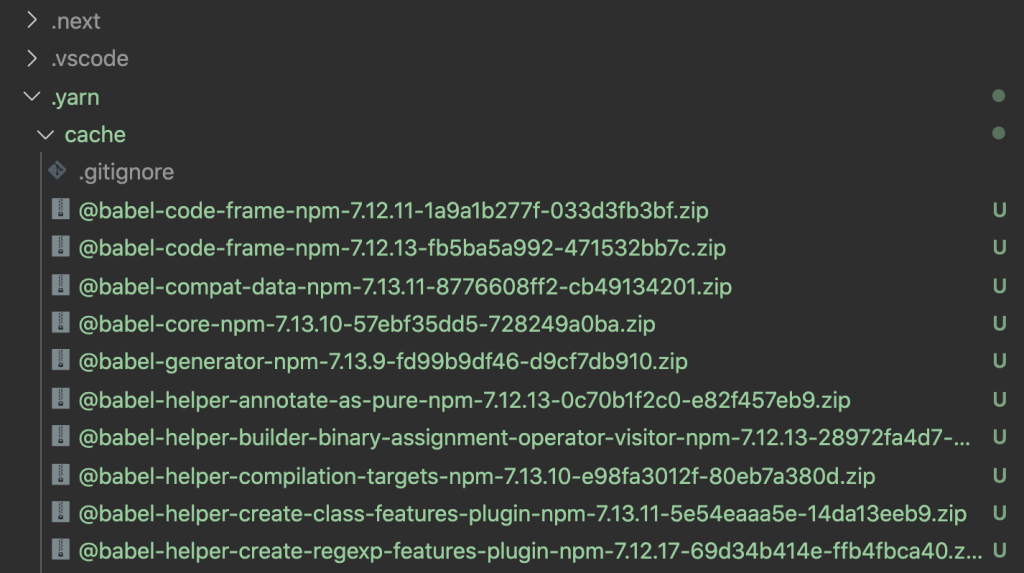 .next
.vscode
.yarn
cache
.gitignore
@babel-code-frame-npm-7.12.11-1a9a1b277f-033d3fb3bf.zip U
@babel-code-frame-npm-7.12.13-fb5ba5a992-471532bb7c.zip U
@babel-compat-data-npm-7.13.11-8776608ff2-cb49134201.zip U
@babel-core-npm-7.13.10-57ebf35dd5-728249a0ba.zip U
@babel-generator-npm-7.13.9-fd99b9df46-d9cf7db910.zip U
@babel-helper-annotate-as-pure-npm-7.12.13-0c70b1f2c0-e82f457eb9.zip U
@babel-helper-builder-binary-assignment-operator-visitor-npm-7.12.13-28972fa4d7-... U
@babel-helper-compilation-targets-npm-7.13.10-e98fa3012f-80eb7a380d.zip U
@babel-helper-create-class-features-plugin-npm-7.13.11-5e54eaaa5e-14da13eeb9.zip U
@babel-helper-create-regexp-features-plugin-npm-7.12.17-69d34b414e-ffb4fbca40.z... U